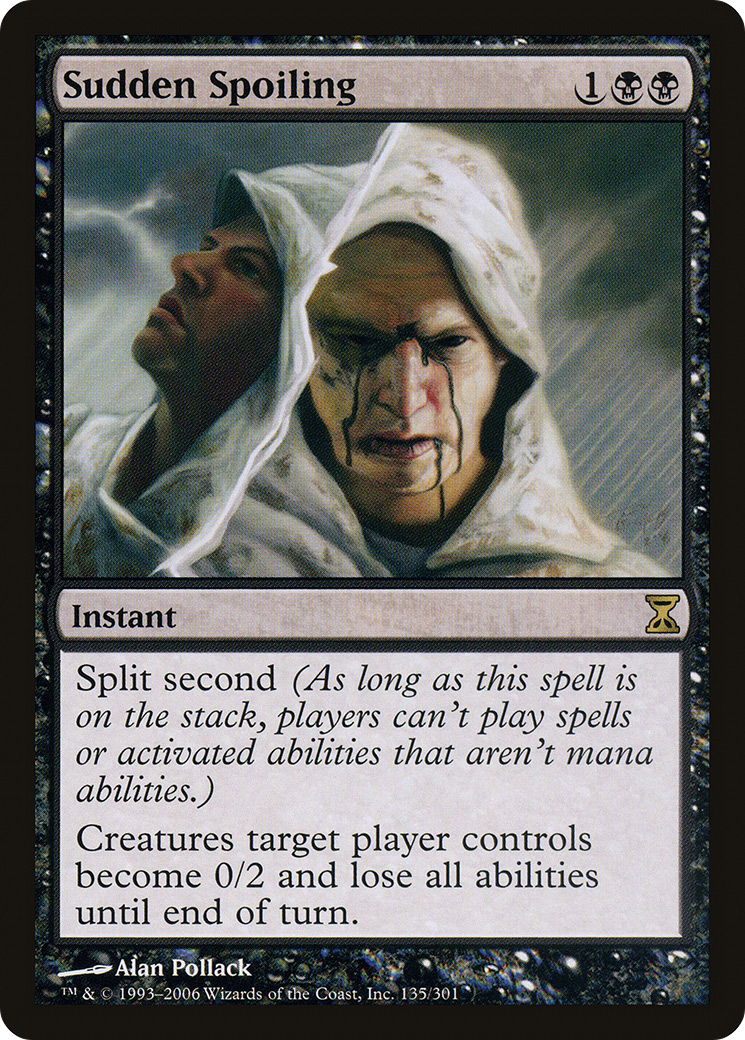 Sudden Spoiling 1
Instant
Split second (As long as this spell is
on the stack, players can't play spells
or activated abilities that aren't mana
abilities.)
Creatures target player controls
become 0/2 and lose all abilities
until end of turn.
Alan Pollack
™ & © 1993–2006 Wizards of the Coast, Inc. 135/301